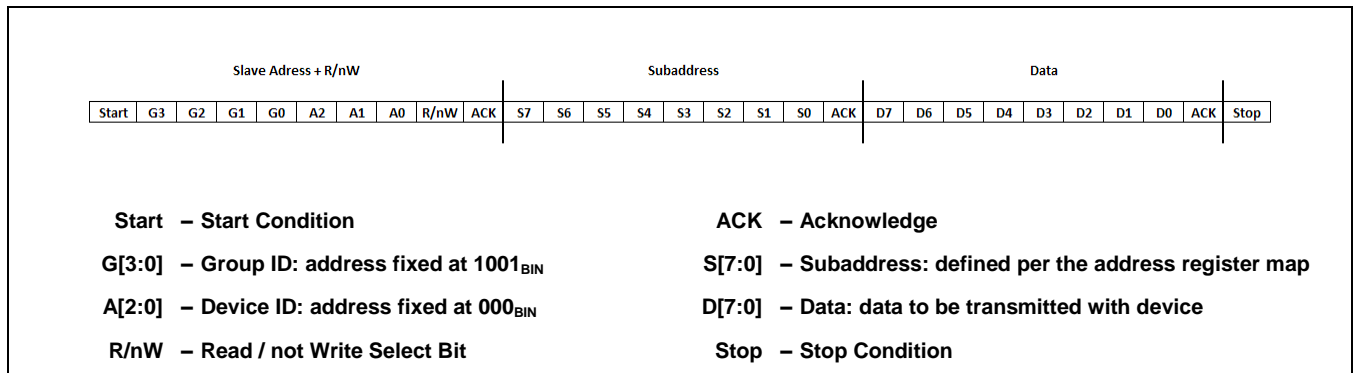 Slave Adress + R/nW Subaddress Data
Start G3 G2 G1 G0 A2 A1 A0 R/nW ACK S7 S6 S5 S4 S3 S2 S1 S0 ACK D7 D6 D5 D4 D3 D2 D1 D0 ACK Stop
Start – Start Condition
G[3:0] – Group ID: address fixed at 1001BIN
A[2:0] – Device ID: address fixed at 000BIN
R/nW – Read / not Write Select Bit
ACK – Acknowledge
S[7:0] – Subaddress: defined per the address register map
D[7:0] – Data: data to be transmitted with device
Stop – Stop Condition